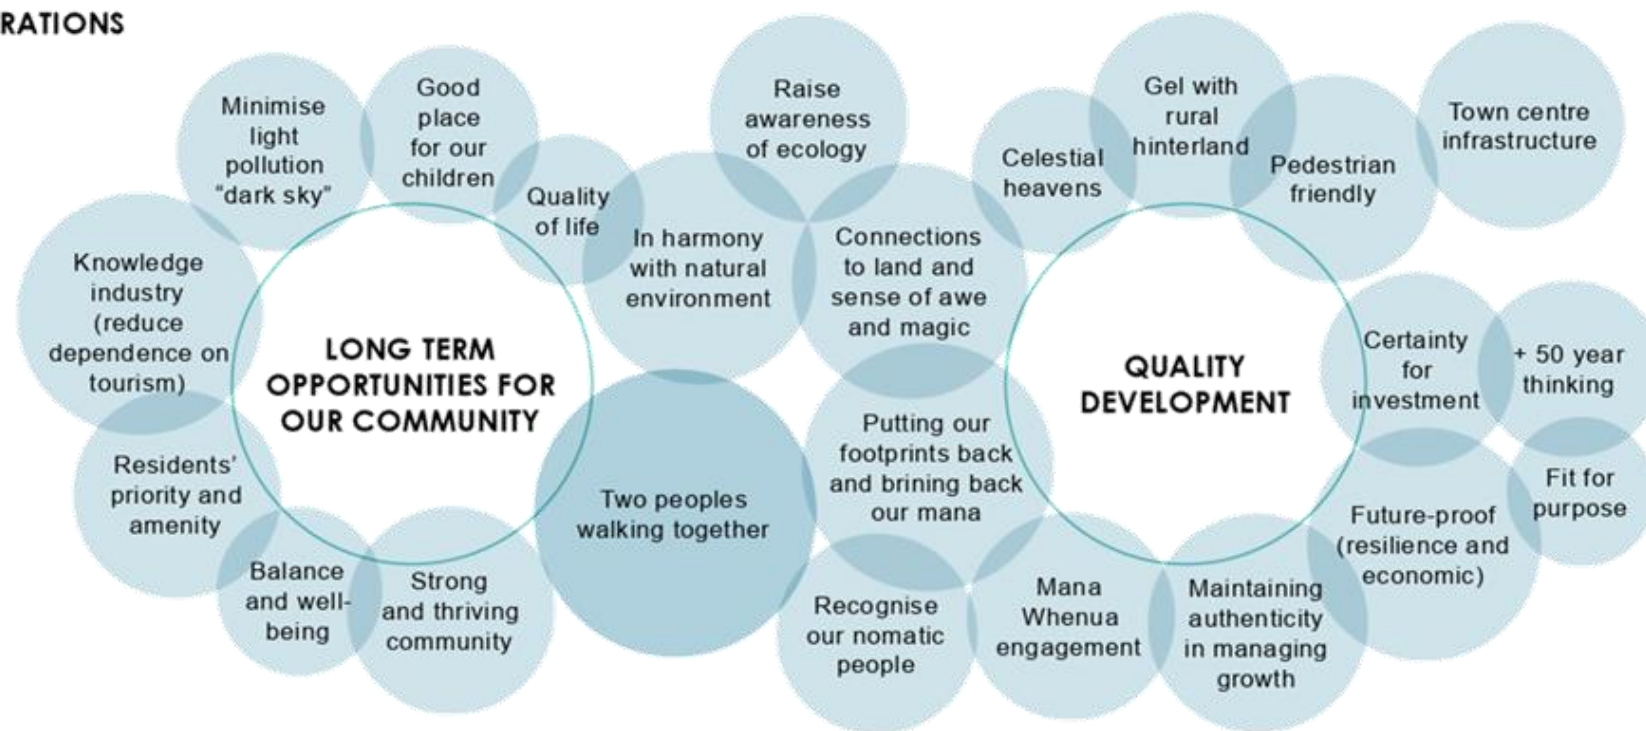 RATIONS
Minimise
light
pollution
“dark sky”
Good
place
for our
children
Quality
of life
Knowledge
industry
(reduce
dependence on
tourism)
LONG TERM
OPPORTUNITIES FOR
OUR COMMUNITY
Residents’
priority and
amenity
Balance
and well-
being
Strong
and thriving
community
In harmony
with natural
environment
Raise
awareness
of ecology
Connections
to land and
sense of awe
and magic
Two peoples
walking together
Putting our
footprints back
and brining back
our mana
Recognise
our nomatic
people
Mana
Whenua
engagement
Maintaining
authenticity
in managing
growth
Celestial
heavens
Gel with
rural
hinterland
Pedestrian
friendly
Town centre
infrastructure
QUALITY
DEVELOPMENT
Certainty
for
investment
+ 50 year
thinking
Fit for
purpose
Future-proof
(resilience and
economic)